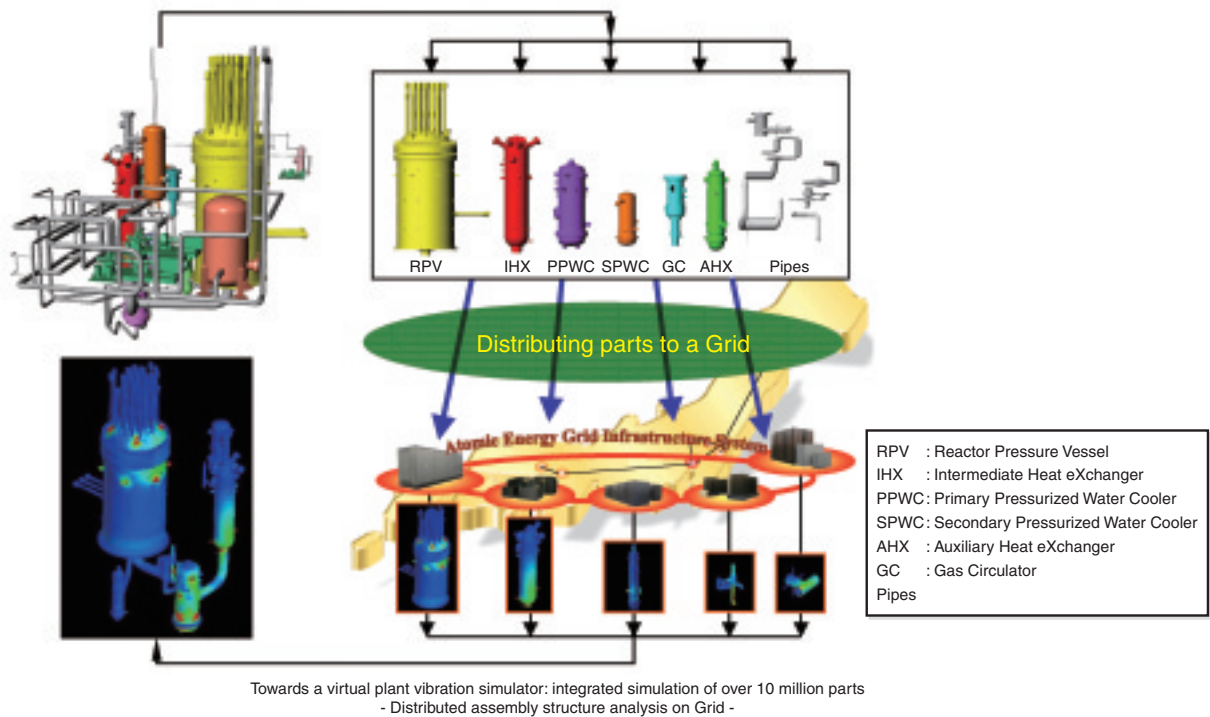 RPV IHX PPWC SPWC GC AHX Pipes
Distributing parts to a Grid
Atomic Energy Grid Infrastructure System
RPV : Reactor Pressure Vessel
IHX : Intermediate Heat eXchanger
PPWC : Primary Pressurized Water Cooler
SPWC : Secondary Pressurized Water Cooler
AHX : Auxiliary Heat eXchanger
GC : Gas Circulator
Pipes
Towards a virtual plant vibration simulator: integrated simulation of over 10 million parts
- Distributed assembly structure analysis on Grid -